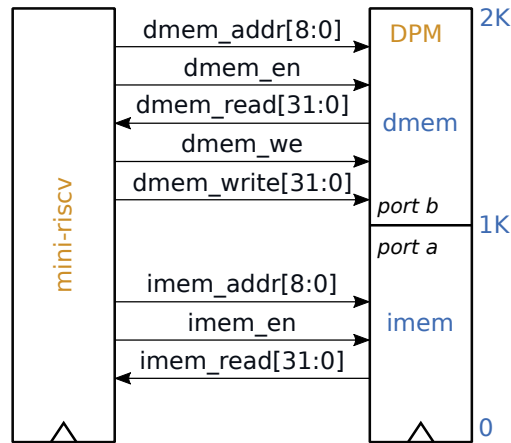 dmem_addr[8:0]
dmem_en
dmem_read[31:0]
dmem_we
dmem_write[31:0]
mini-riscv
imem_addr[8:0]
imem_en
imem_read[31:0]
DPM
dmem
port b
port a
imem
2K
1K
0